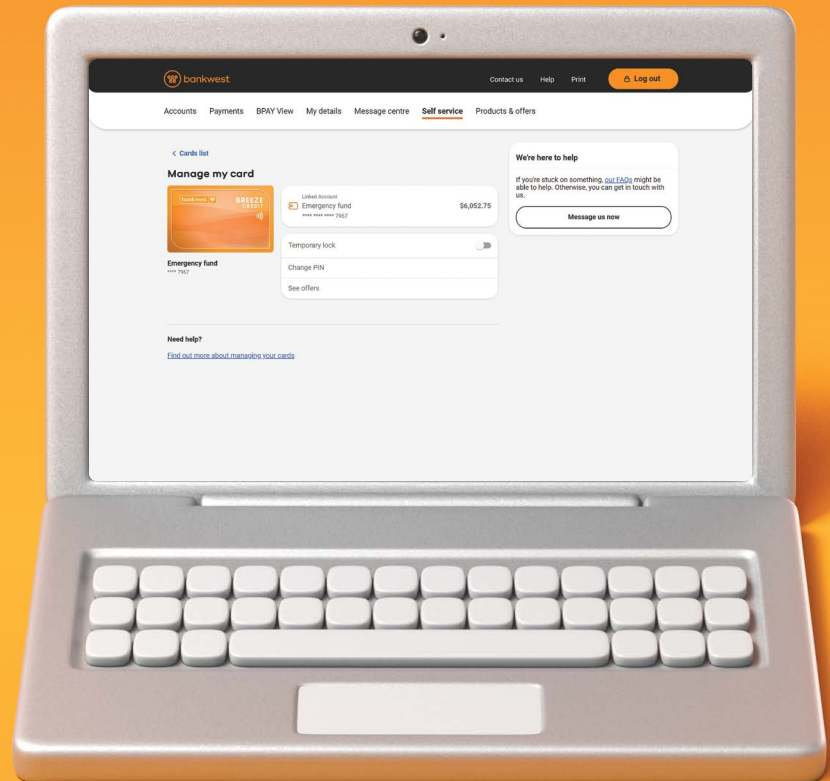 bankwest
Contact us Help Print Log out
Accounts Payments BPAY View My details Message centre Self service Products & offers
Cards list
Manage my card
bankwest
BREEZE
CREDIT
Emergency fund
**** 7967
Linked Account
Emergency fund $6,052.75
**** **** **** 7967
Temporary lock
Change PIN
See offers
Need help?
Find out more about managing your cards
We're here to help
If you're stuck on something, our FAQs might be
able to help. Otherwise, you can get in touch with
us.
Message us now